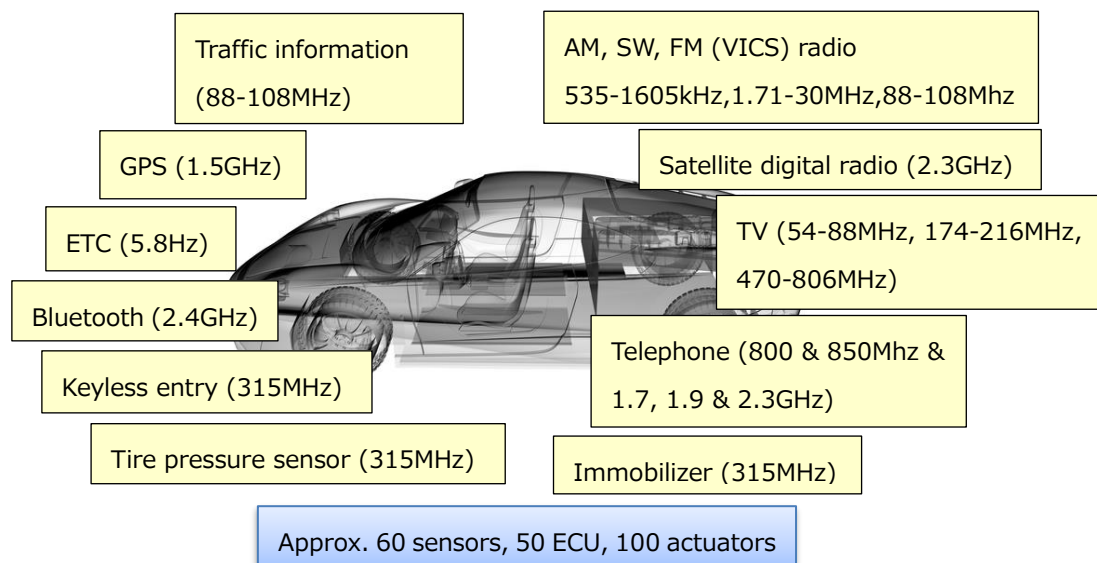 Traffic information
(88-108MHz)
AM, SW, FM (VICS) radio
535-1605kHz,1.71-30MHz,88-108Mhz
GPS (1.5GHz)
Satellite digital radio (2.3GHz)
ETC (5.8Hz)
TV (54-88MHz, 174-216MHz,
470-806MHz)
Bluetooth (2.4GHz)
Telephone (800 & 850Mhz &
1.7, 1.9 & 2.3GHz)
Keyless entry (315MHz)
Tire pressure sensor (315MHz)
Immobilizer (315MHz)
Approx. 60 sensors, 50 ECU, 100 actuators